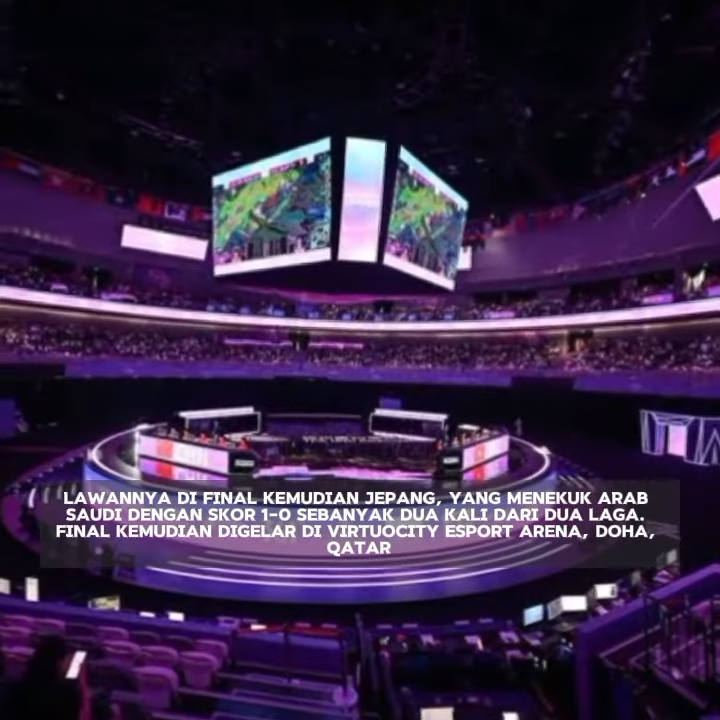 LAWANNYA DI FINAL KEMUDIAN JEPANG, YANG MENEKUK ARAB
SAUDI DENGAN SKOR 1-0 SEBANYAK DUA KALI DARI DUA LAGA.
FINAL KEMUDIAN DIGELAR DI VIRTUOCITY ESPORT ARENA, DOHA,
QATAR